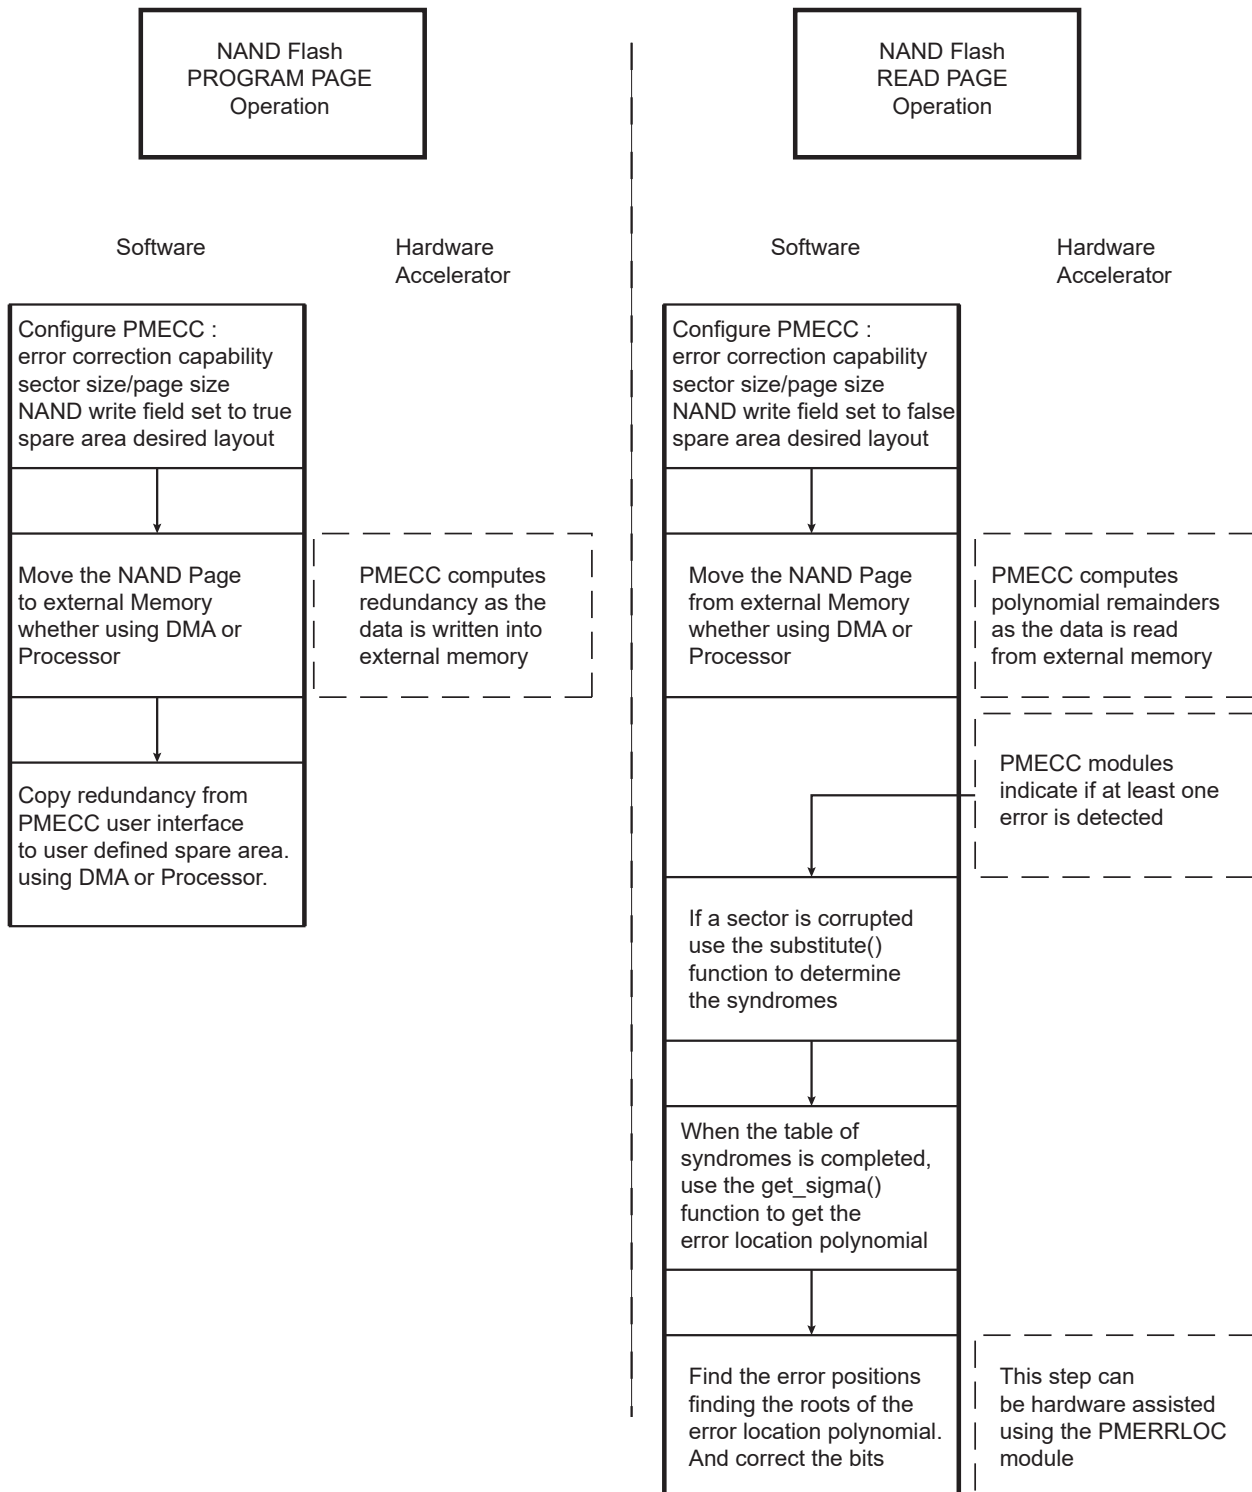 NAND Flash
PROGRAM PAGE
Operation
Software
Hardware
Accelerator
Configure PMECC :
error correction capability
sector size/page size
NAND write field set to true
spare area desired layout
Move the NAND Page
to external Memory
whether using DMA or
Processor
PMECC computes
redundancy as the
data is written into
external memory
Copy redundancy from
PMECC user interface
to user defined spare area.
using DMA or Processor.
NAND Flash
READ PAGE
Operation
Software
Hardware
Accelerator
Configure PMECC :
error correction capability
sector size/page size
NAND write field set to false
spare area desired layout
Move the NAND Page
from external Memory
whether using DMA or
Processor
PMECC computes
polynomial remainders
as the data is read
from external memory
PMECC modules
indicate if at least one
error is detected
If a sector is corrupted
use the substitute()
function to determine
the syndromes
When the table of
syndromes is completed,
use the get_sigma()
function to get the
error location polynomial
Find the error positions
finding the roots of the
error location polynomial.
And correct the bits
This step can
be hardware assisted
using the PMERRLOC
module